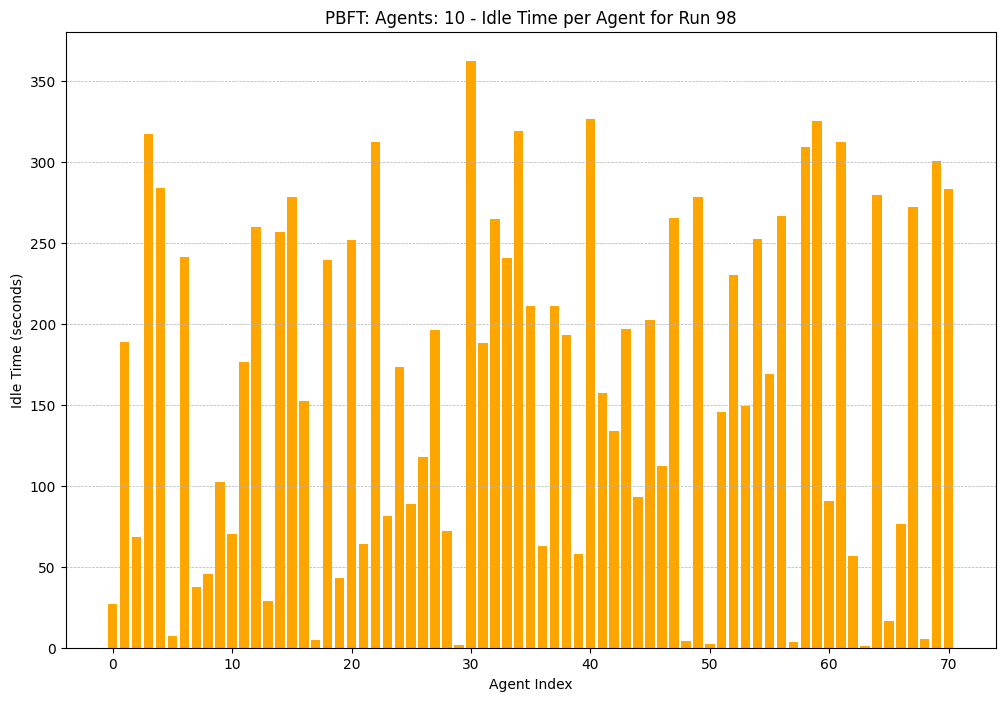 PBFT: Agents: 10 - Idle Time per Agent for Run 98
350
300
250
200
150
100
50
0
Idle Time (seconds)
0 10 20 30 40 50 60 70
Agent Index